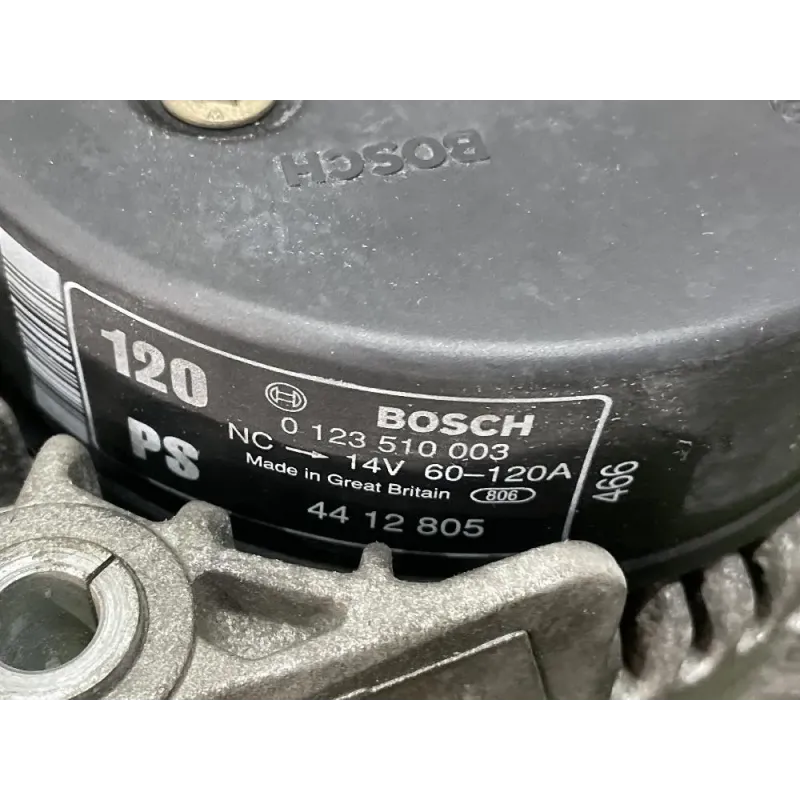 BOSCH
120
PS
BOSCH
0 123 510 003
NC → 14V 60-120A
Made in Great Britain 806
44 12 805
466